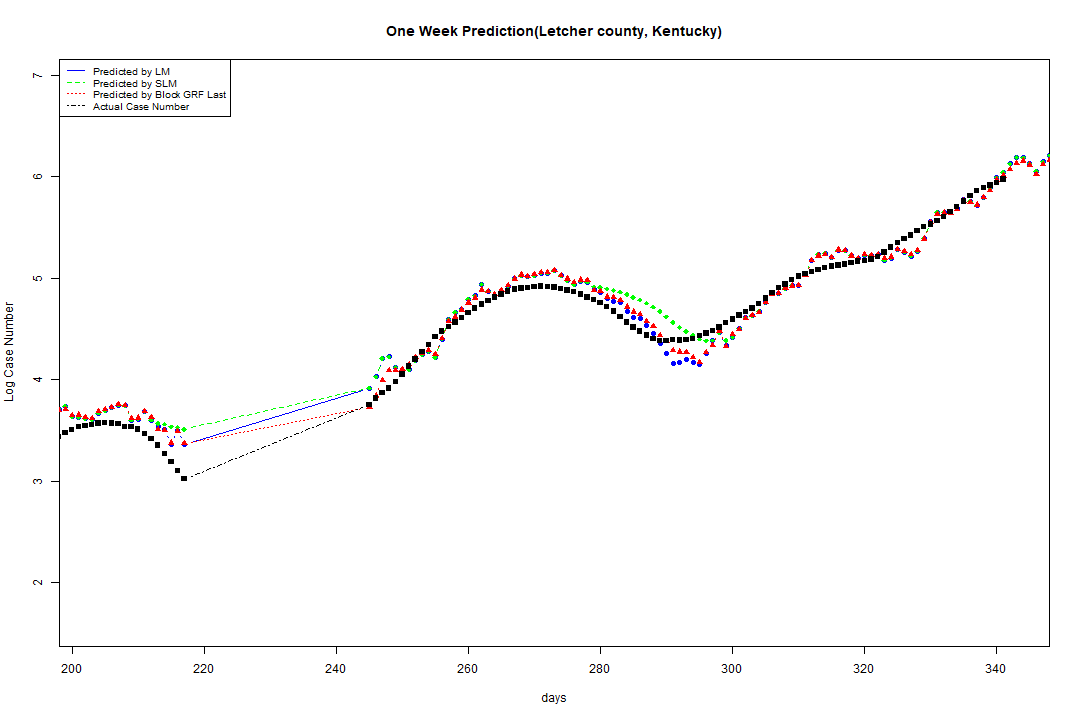 One Week Prediction(Letcher county, Kentucky)
Predicted by LM
Predicted by SLM
Predicted by Block GRF Last
Actual Case Number
Log Case Number
7
6
5
4
3
2
200 220 240 260 280 300 320 340
days